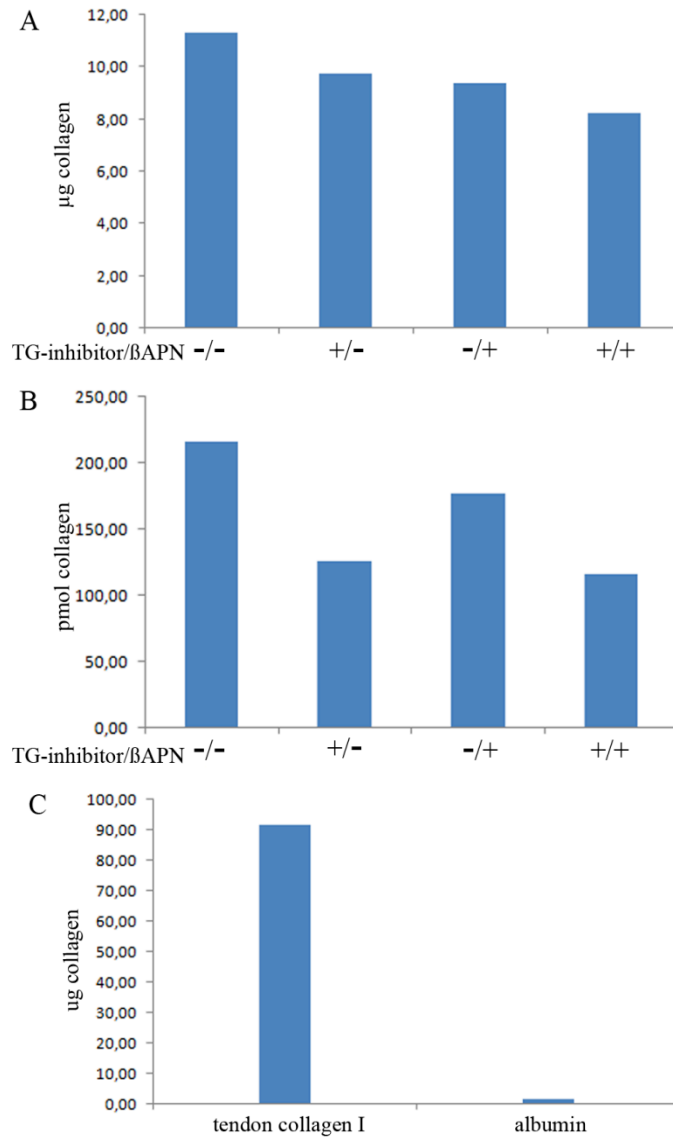 A
12,00
10,00
8,00
6,00
4,00
2,00
0,00
µg collagen
TG-inhibitor/ßAPN -/- +/- -/+ +/+
B
250,00
200,00
150,00
100,00
50,00
0,00
pmol collagen
TG-inhibitor/ßAPN -/- +/- -/+ +/+
C
100,00
90,00
80,00
70,00
60,00
50,00
40,00
30,00
20,00
10,00
0,00
ug collagen
tendon collagen I albumin